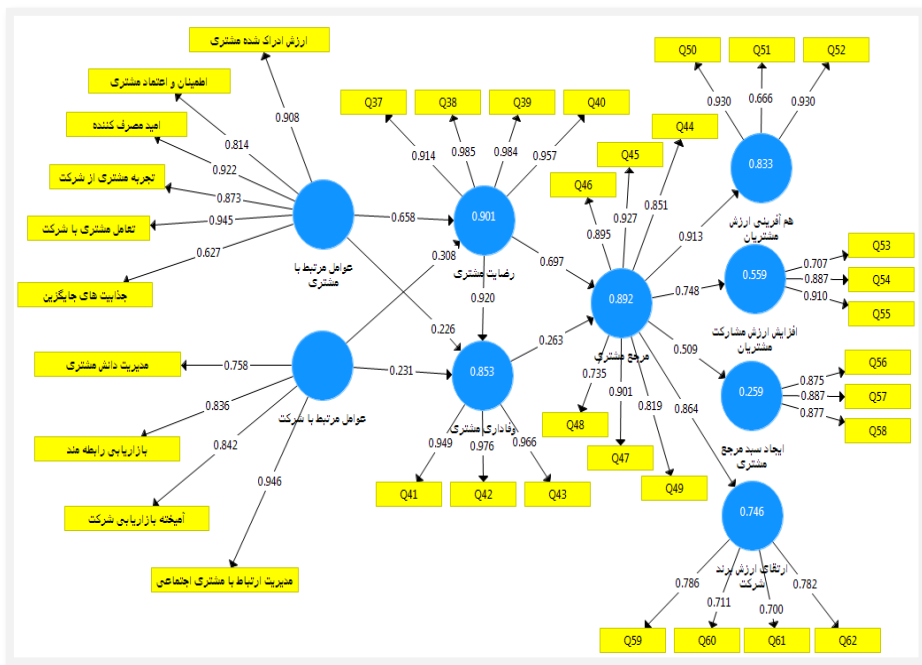 ارزش ادراک شده مشتری
اطمینان و اعتماد مشتری
امید مصرف کننده
تجربه مشتری از شرکت
تعامل مشتری با شرکت
جذابیت های جایگزین
0.908
0.814
0.922
0.873
0.945
0.627
عوامل مرتبط با
مشتری
مدیریت دانش مشتری
بازاریابی رابطه مند
آمیخته بازاریابی شرکت
مدیریت ارتباط با مشتری اجتماعی
0.758
0.836
0.842
0.946
عوامل مرتبط با شرکت
0.658
0.308
0.226
0.231
Q37
Q38
Q39
Q40
0.914
0.985
0.984
0.957
0.901
رضایت مشتری
0.920
0.853
وفاداری مشتری
0.949
0.976
0.966
Q41
Q42
Q43
0.697
0.263
Q44
Q45
Q46
0.851
0.927
0.895
0.892
مرجع مشتری
0.735
0.901
0.819
Q48
Q47
Q49
0.913
0.748
0.509
0.864
Q50
Q51
Q52
0.930
0.666
0.930
0.833
هم آفرینی ارزش
مشتریان
0.559
افزایش ارزش مشارکت
مشتریان
0.707
0.887
0.910
Q53
Q54
Q55
0.259
ایجاد سبد مرجع
مشتری
0.875
0.887
0.877
Q56
Q57
Q58
0.746
ارتقای ارزش برند
شرکت
0.786
0.711
0.700
0.782
Q59
Q60
Q61
Q62